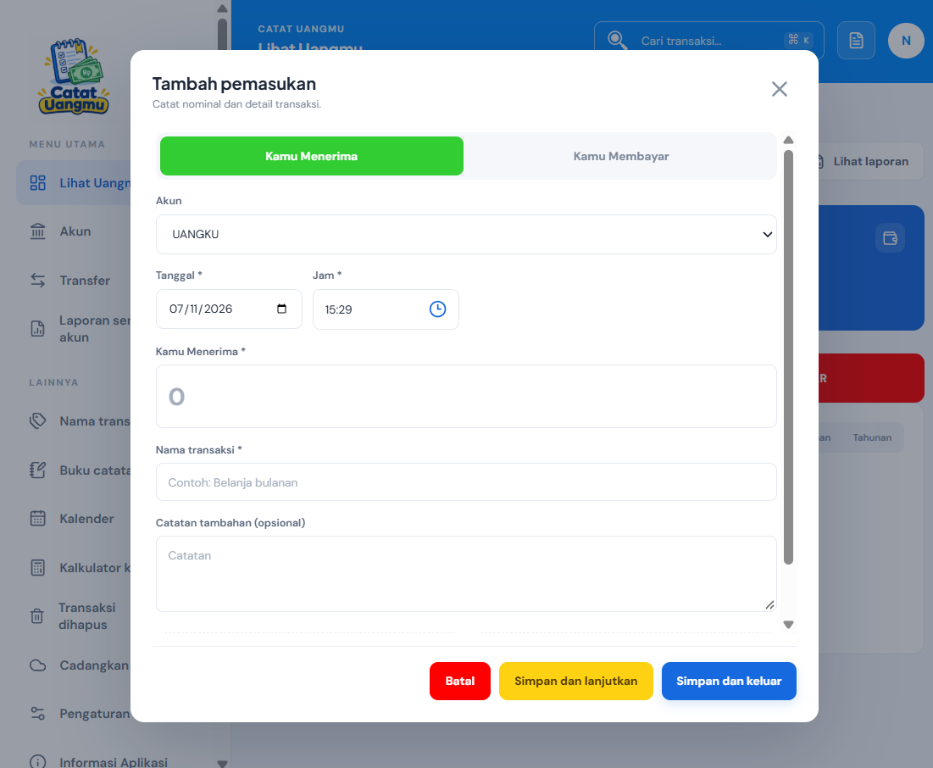 CATAT UANGMU
Lihat Uangmu
Cari transaksi...
⌘ K
N
Catat
Uangmu
MENU UTAMA
Lihat Uangm
Akun
Transfer
Laporan sem
akun
LAINNYA
Nama trans
Buku catata
Kalender
Kalkulator k
Transaksi
dihapus
Cadangkan
Pengaturan
Informasi Aplikasi
Lihat laporan
R
an
Tahunan
Tambah pemasukan
Catat nominal dan detail transaksi.
Kamu Menerima
Kamu Membayar
Akun
UANGKU
Tanggal *
Jam *
07/11/2026
15:29
Kamu Menerima *
0
Nama transaksi *
Contoh: Belanja bulanan
Catatan tambahan (opsional)
Catatan
Batal
Simpan dan lanjutkan
Simpan dan keluar